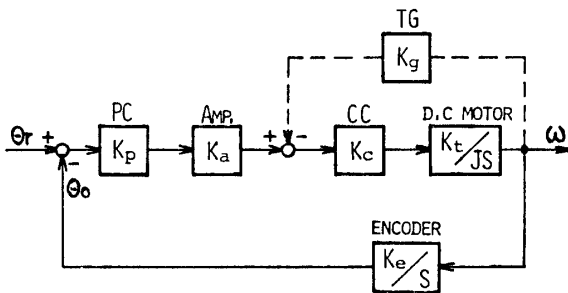 TG
Kg
PC
AMP.
CC
D.C MOTOR
θr
+
-
Kp
Ka
+
-
Kc
Kt/JS
ω
θo
ENCODER
Ke/S